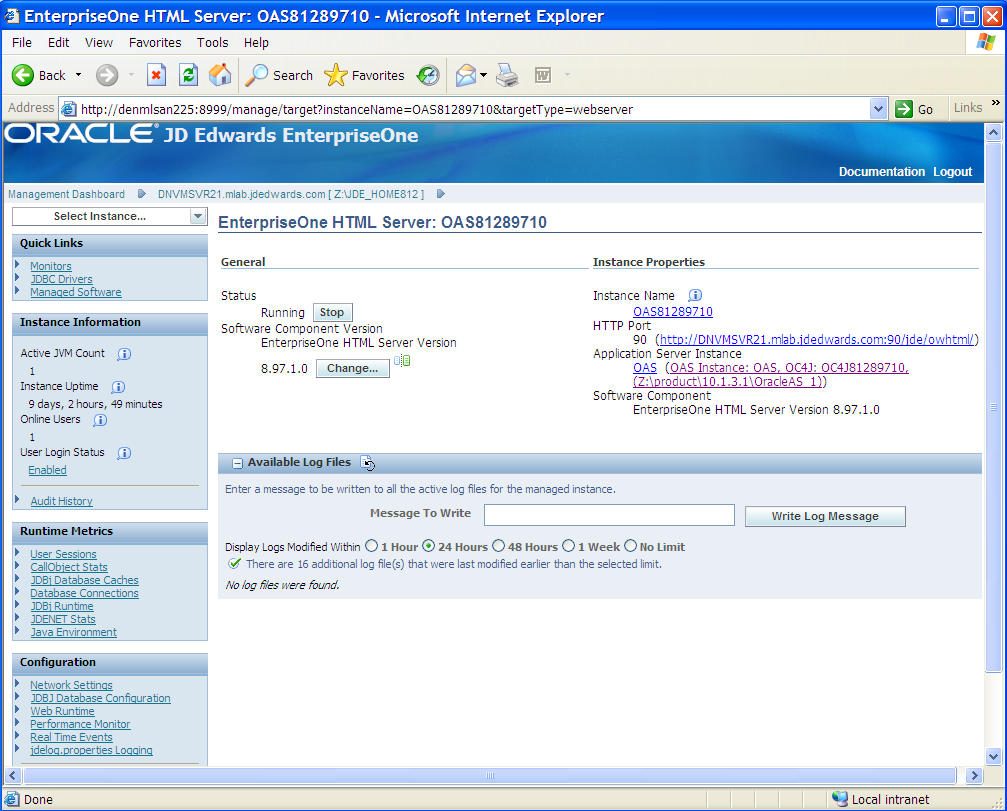 EnterpriseOne HTML Server: OAS81289710 - Microsoft Internet Explorer
File Edit View Favorites Tools Help
Back Search Favorites
Address http://denmlsan225:8999/manage/target?instanceName=OAS81289710&targetType=webserver Go Links »
ORACLE® JD Edwards EnterpriseOne
Documentation Logout
Management Dashboard DNVMSVR21.mlab.jdedwards.com [ Z:\JDE_HOME812 ]
Select Instance...
Quick Links
Monitors
JDBC Drivers
Managed Software
Instance Information
Active JVM Count
1
Instance Uptime
9 days, 2 hours, 49 minutes
Online Users
1
User Login Status
Enabled
Audit History
Runtime Metrics
User Sessions
CallObject Stats
JDBj Database Caches
Database Connections
JDBj Runtime
JDENET Stats
Java Environment
Configuration
Network Settings
JDBJ Database Configuration
Web Runtime
Performance Monitor
Real Time Events
jdelog.properties Logging
EnterpriseOne HTML Server: OAS81289710
General
Status
Running Stop
Software Component Version
EnterpriseOne HTML Server Version
8.97.1.0 Change...
Instance Properties
Instance Name
OAS81289710
HTTP Port
90 (http://DNVMSVR21.mlab.jdedwards.com:90/jde/owhtml/)
Application Server Instance
OAS (OAS Instance: OAS, OC4J: OC4J81289710,
(Z:\product\10.1.3.1\OracleAS_1))
Software Component
EnterpriseOne HTML Server Version 8.97.1.0
Available Log Files
Enter a message to be written to all the active log files for the managed instance.
Message To Write Write Log Message
Display Logs Modified Within 1 Hour 24 Hours 48 Hours 1 Week No Limit
There are 16 additional log file(s) that were last modified earlier than the selected limit.
No log files were found.
Done Local intranet